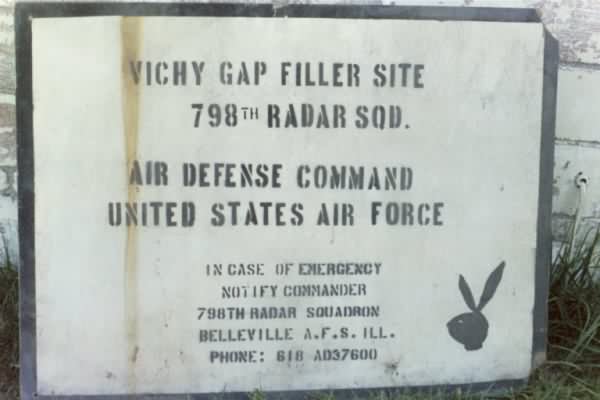 VICHY GAP FILLER SITE
798TH RADAR SQD.
AIR DEFENSE COMMAND
UNITED STATES AIR FORCE
IN CASE OF EMERGENCY
NOTIFY COMMANDER
798TH RADAR SQUADRON
BELLEVILLE A.F.S. ILL.
PHONE: 618 AD37600